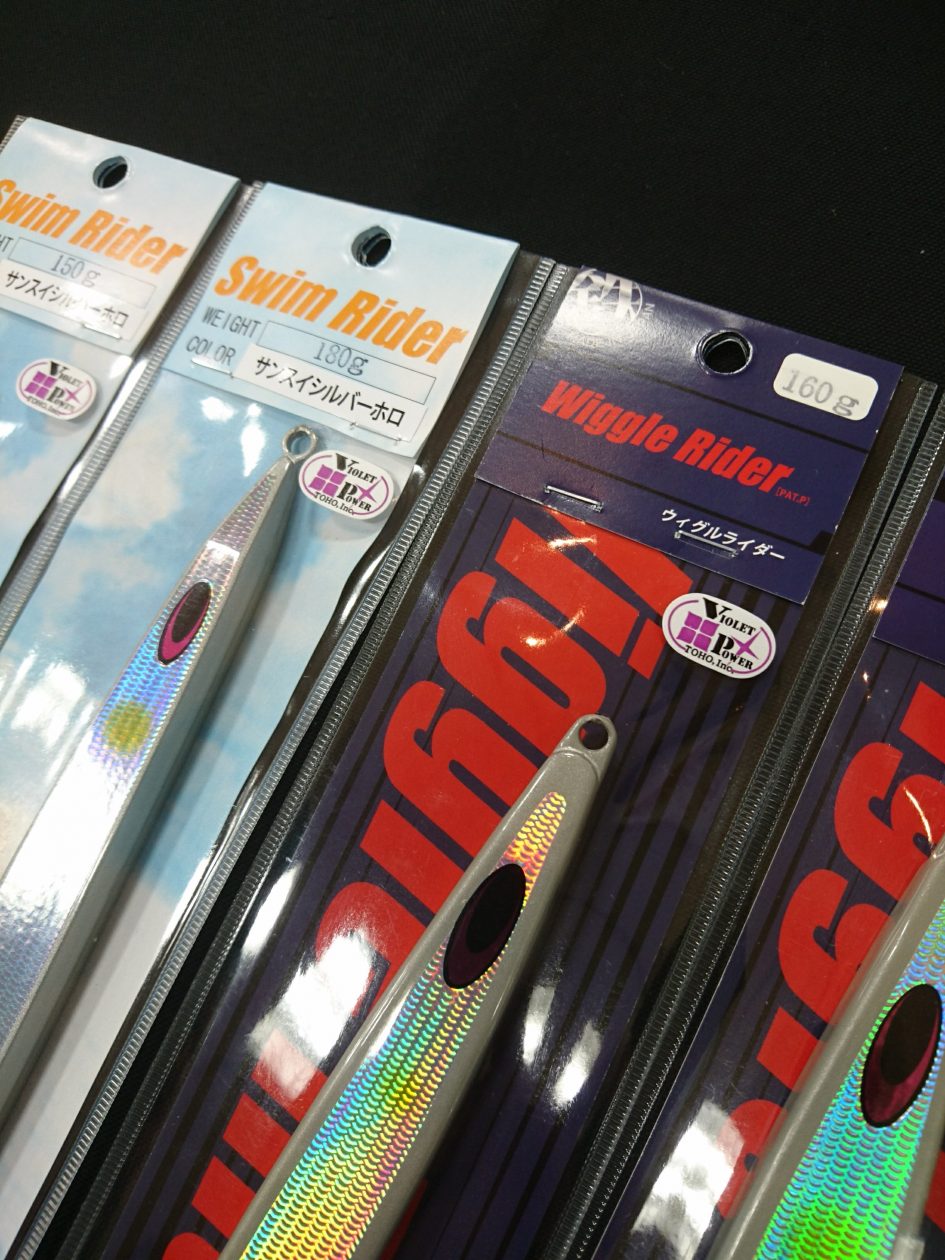 Swim Rider
150g
サンスイシルバーホロ
VIOLET
POWER
TOHO, Inc.
Swim Rider
WEIGHT 180g
COLOR サンスイシルバーホロ
VIOLET
POWER
TOHO, Inc.
160g
Wiggle Rider
[PAT.P]
ウィグルライダー
VIOLET
POWER
TOHO, Inc.